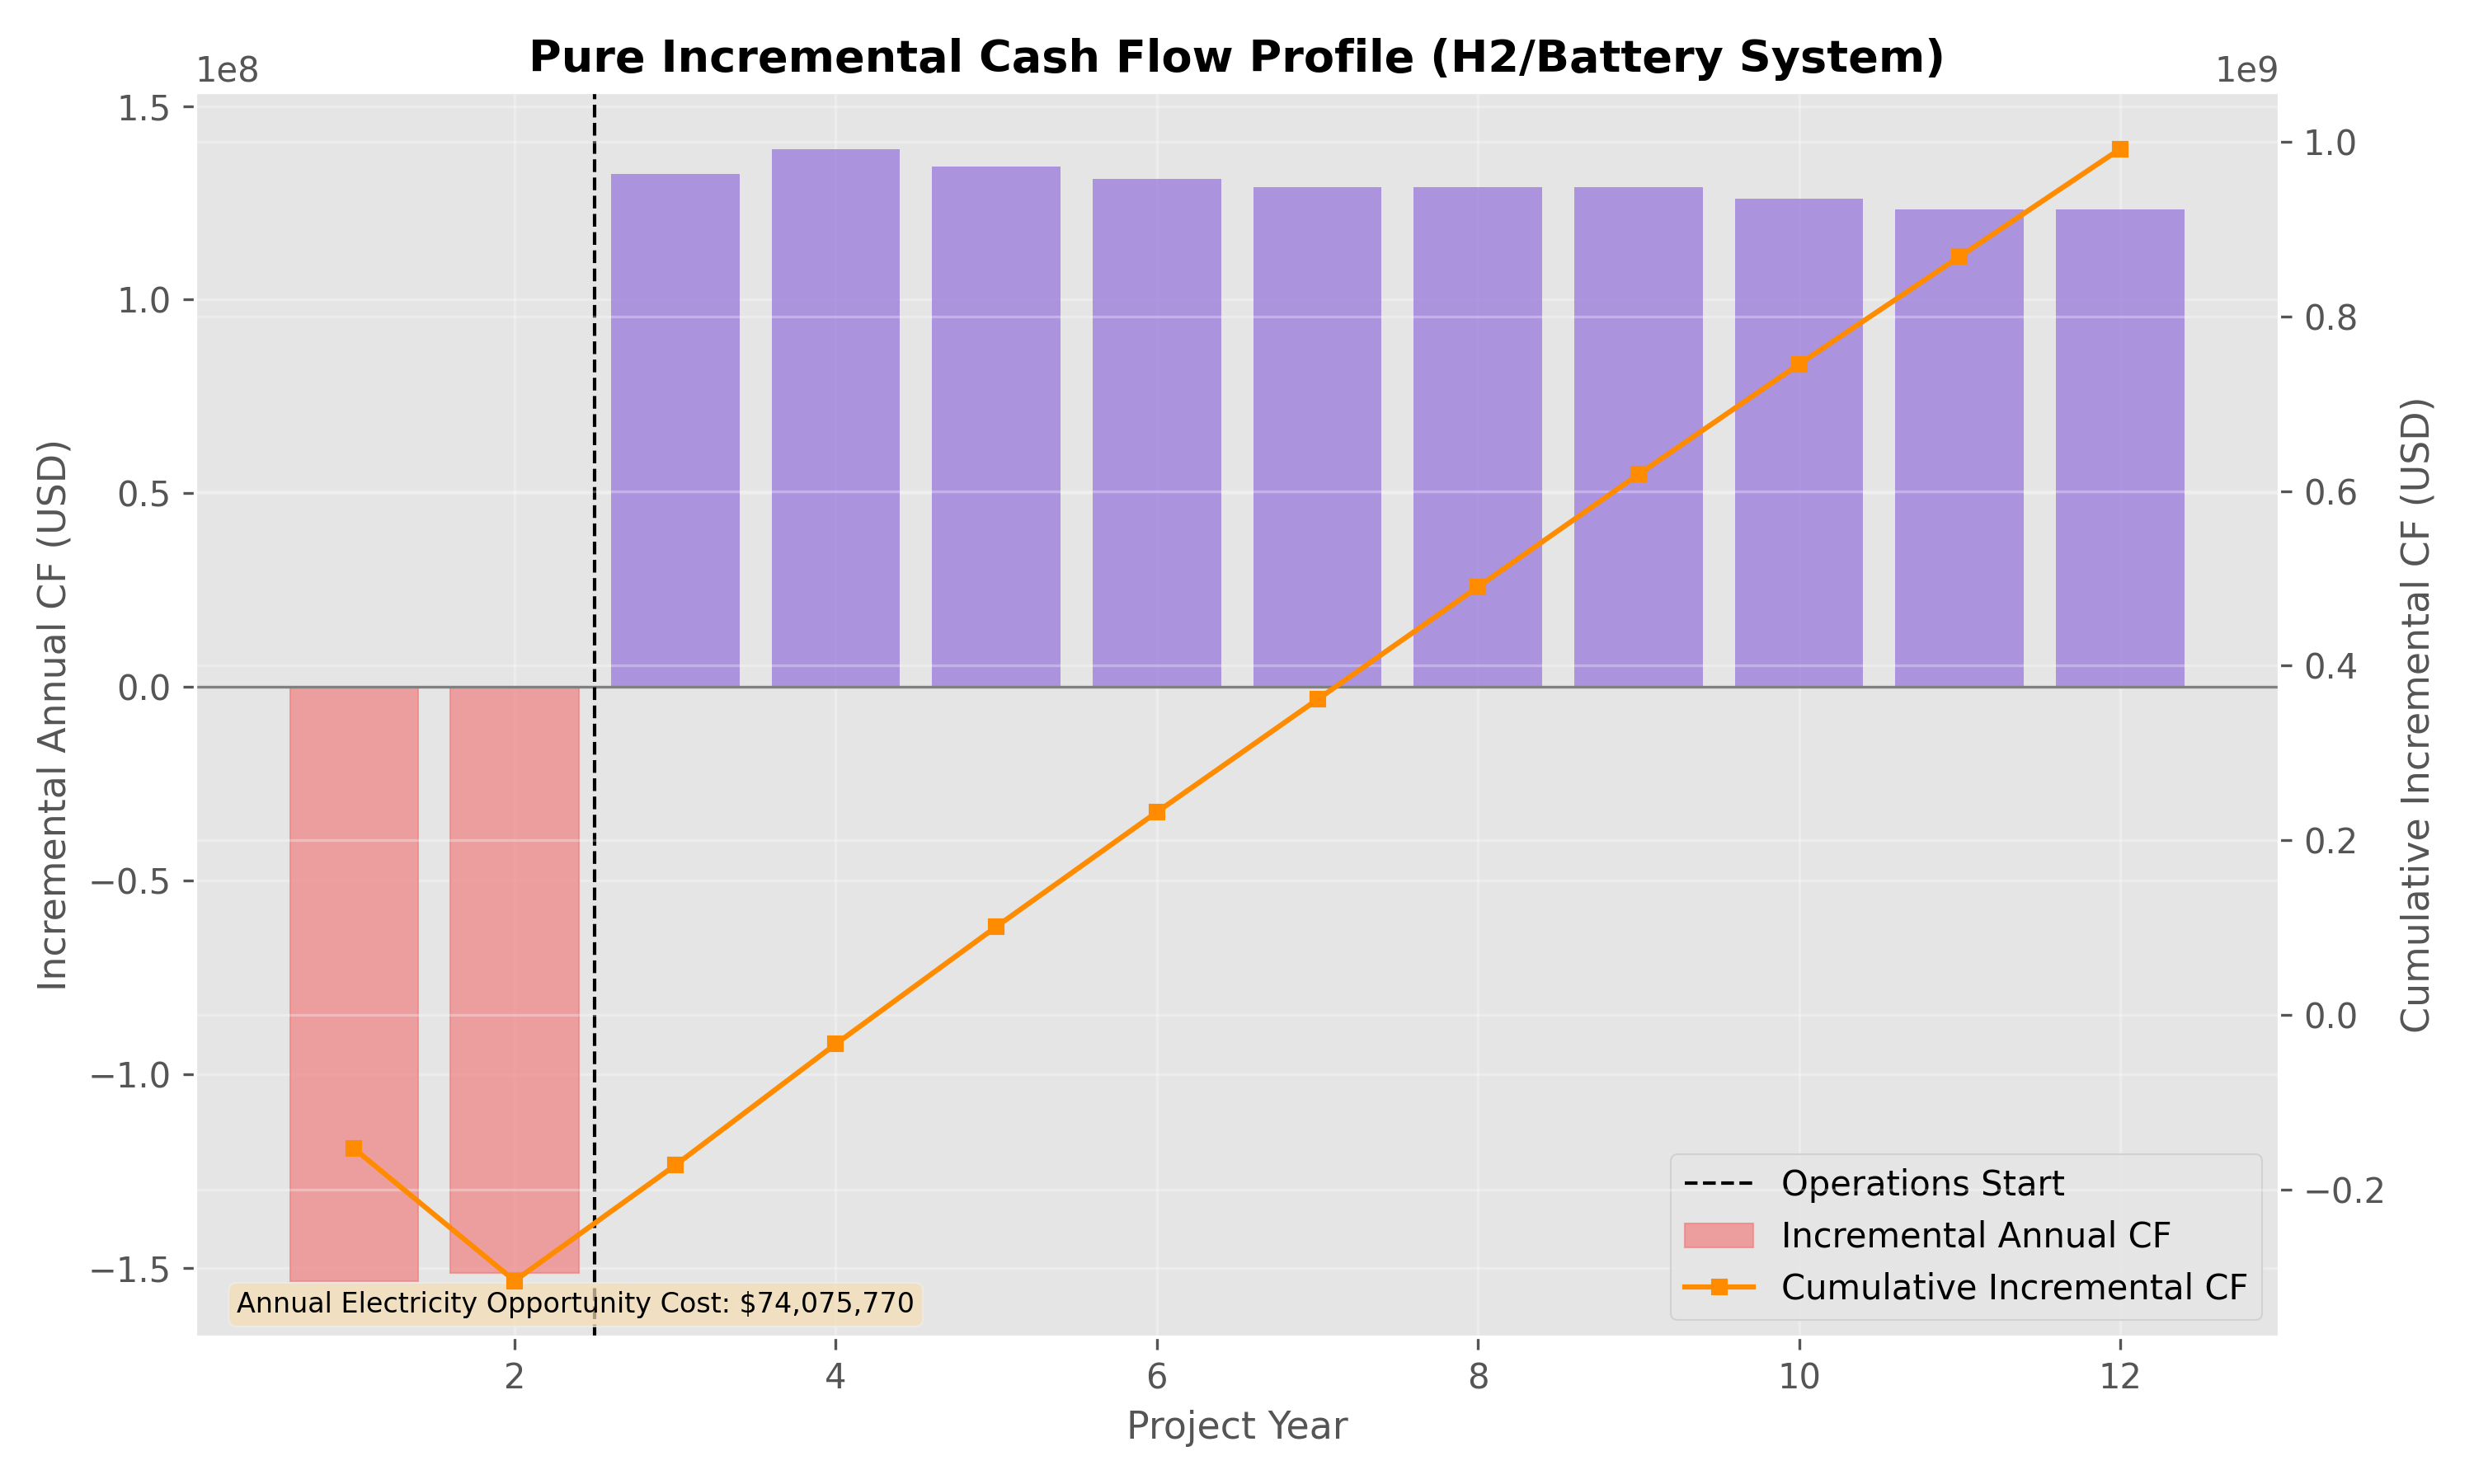 Pure Incremental Cash Flow Profile (H2/Battery System)
1e8
1e9
1.5
1.0
0.5
0.0
−0.5
−1.0
−1.5
Incremental Annual CF (USD)
1.0
0.8
0.6
0.4
0.2
0.0
−0.2
Cumulative Incremental CF (USD)
Operations Start
Incremental Annual CF
Cumulative Incremental CF
Annual Electricity Opportunity Cost: $74,075,770
2 4 6 8 10 12
Project Year